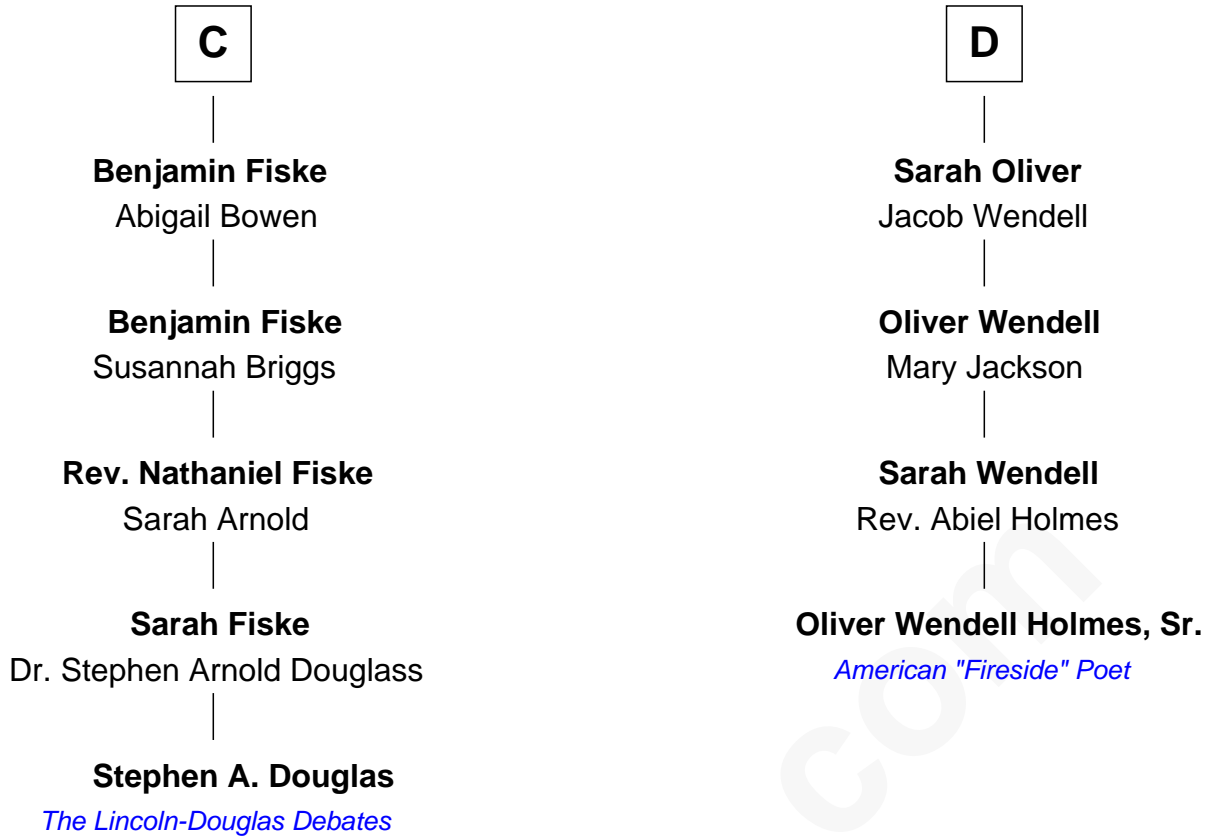 C
Benjamin Fiske
Abigail Bowen
Benjamin Fiske
Susannah Briggs
Rev. Nathaniel Fiske
Sarah Arnold
Sarah Fiske
Dr. Stephen Arnold Douglass
Stephen A. Douglas
The Lincoln-Douglas Debates
D
Sarah Oliver
Jacob Wendell
Oliver Wendell
Mary Jackson
Sarah Wendell
Rev. Abiel Holmes
Oliver Wendell Holmes, Sr.
American "Fireside" Poet
com